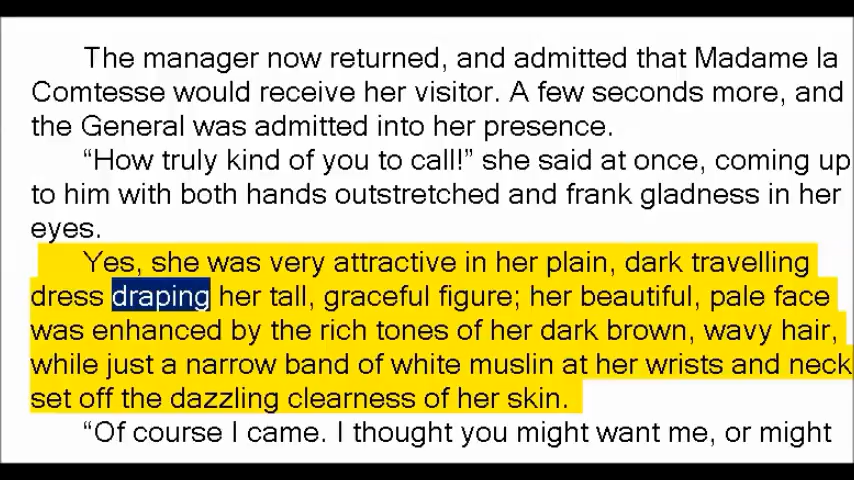 The manager now returned, and admitted that Madame la
Comtesse would receive her visitor. A few seconds more, and
the General was admitted into her presence.
“How truly kind of you to call!” she said at once, coming up
to him with both hands outstretched and frank gladness in her
eyes.
Yes, she was very attractive in her plain, dark travelling
dress draping her tall, graceful figure; her beautiful, pale face
was enhanced by the rich tones of her dark brown, wavy hair,
while just a narrow band of white muslin at her wrists and neck
set off the dazzling clearness of her skin.
“Of course I came. I thought you might want me, or might